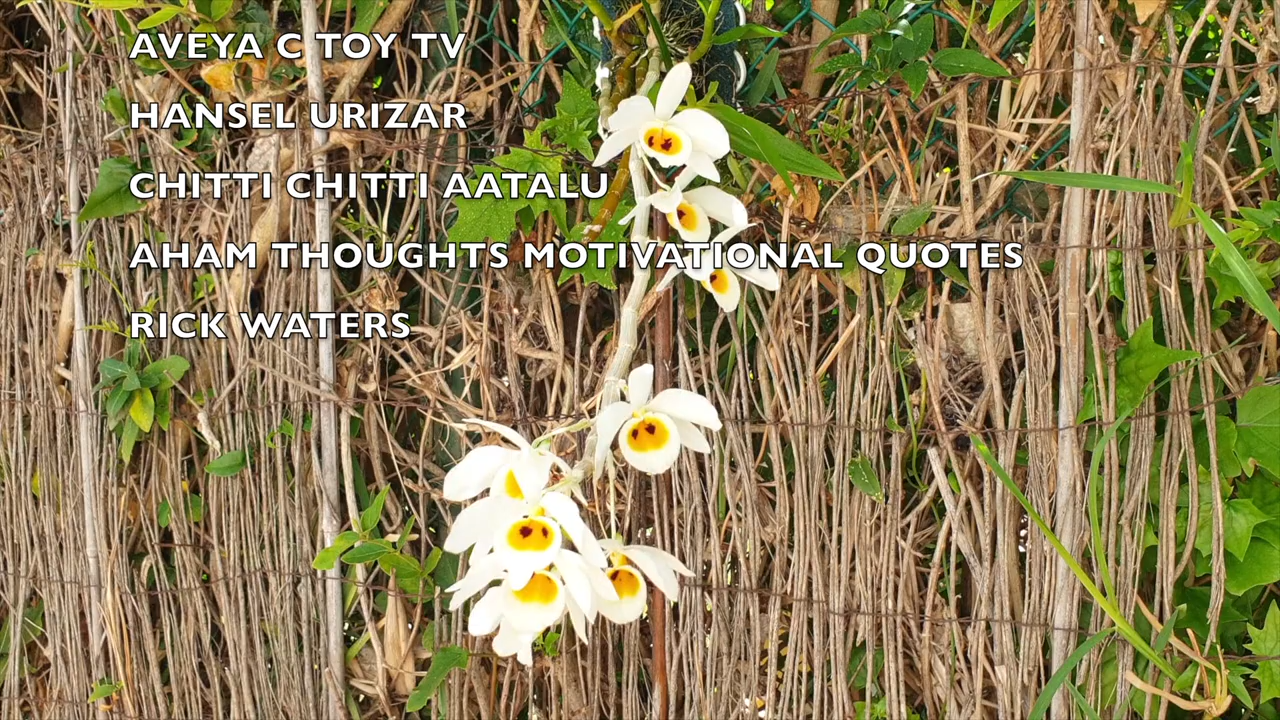 AVEYA C TOY TV
HANSEL URIZAR
CHITTI CHITTI AATALU
AHAM THOUGHTS MOTIVATIONAL QUOTES
RICK WATERS